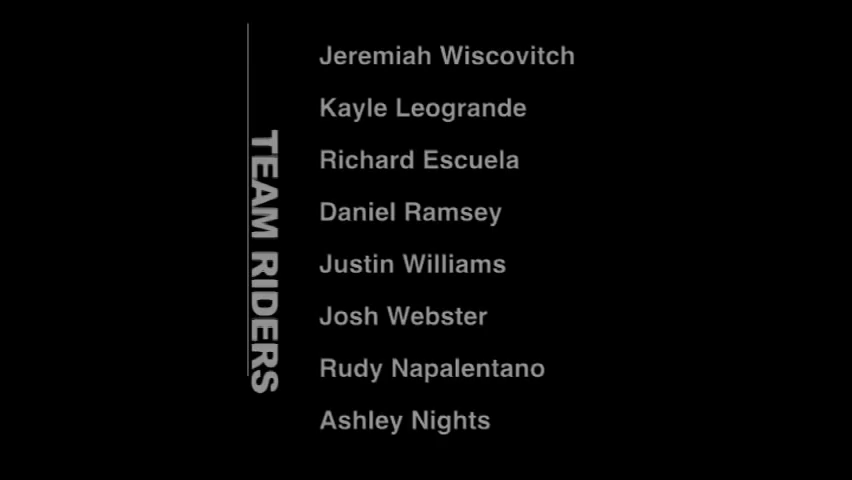 TEAM RIDERS
Jeremiah Wiscovitch
Kayle Leogrande
Richard Escuela
Daniel Ramsey
Justin Williams
Josh Webster
Rudy Napalentano
Ashley Nights